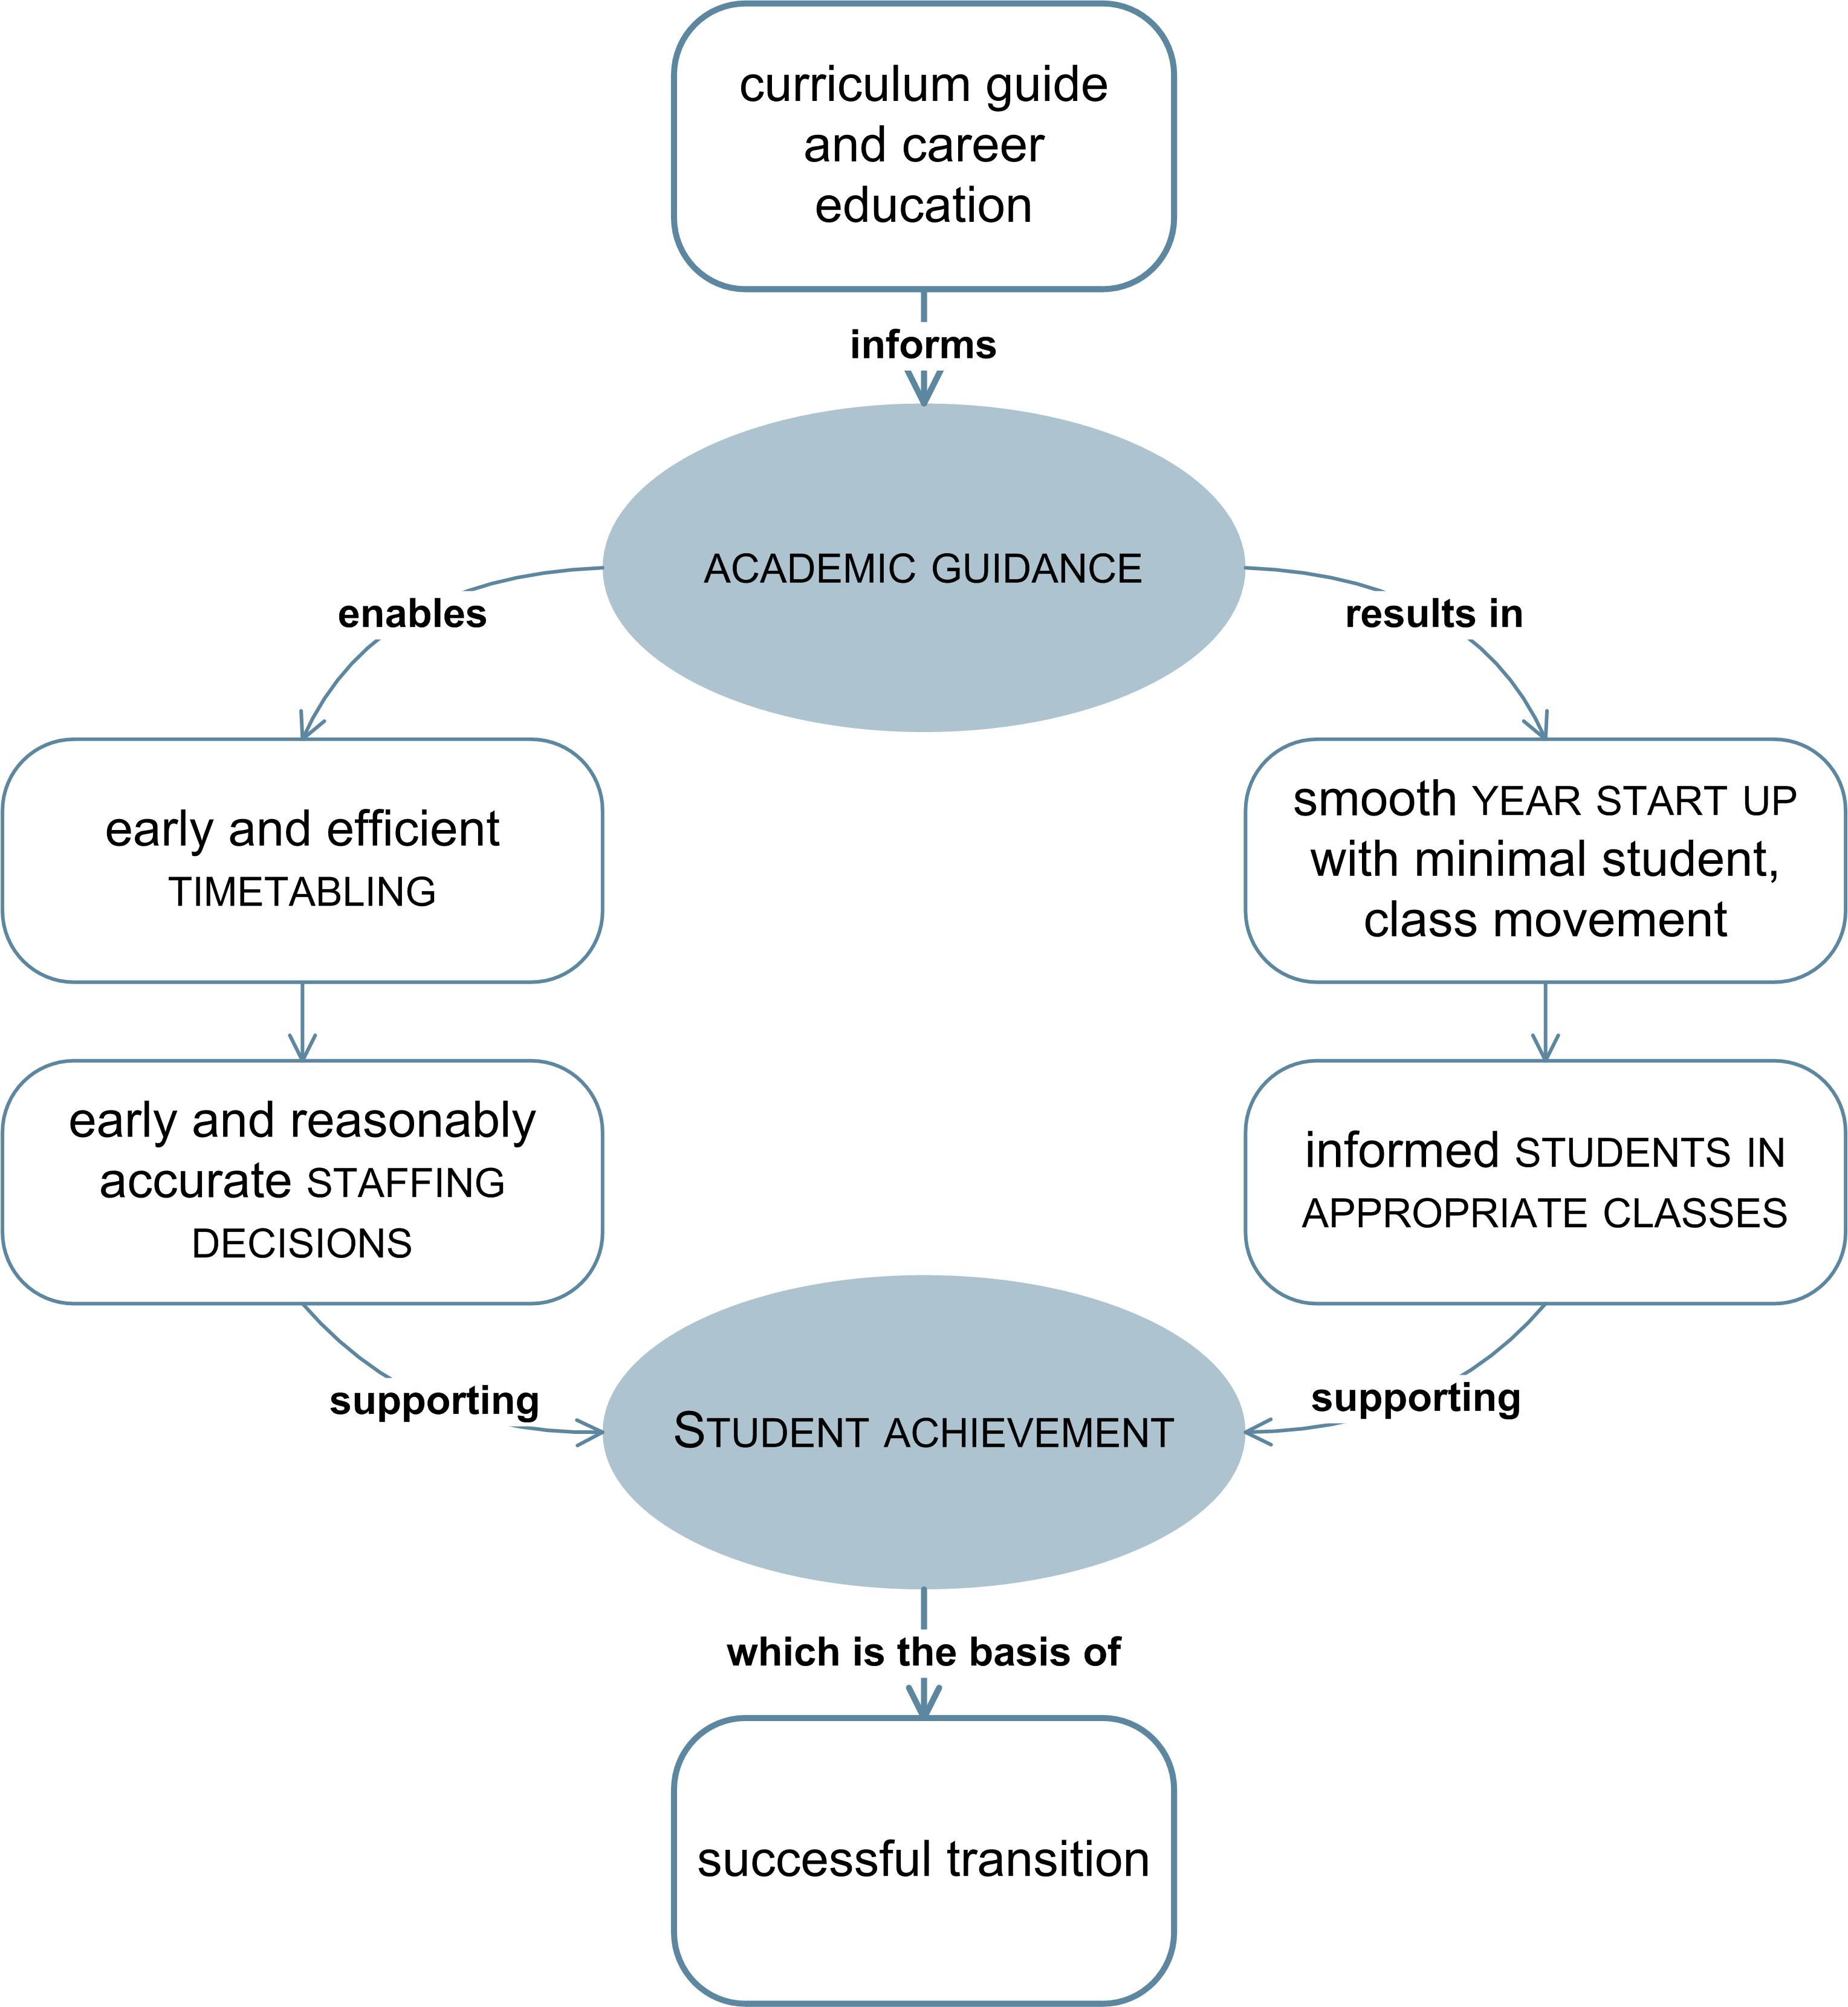 curriculum guide
and career
education
informs
ACADEMIC GUIDANCE
enables
results in
early and efficient
TIMETABLING
smooth YEAR START UP
with minimal student,
class movement
early and reasonably
accurate STAFFING
DECISIONS
informed STUDENTS IN
APPROPRIATE CLASSES
supporting
supporting
STUDENT ACHIEVEMENT
which is the basis of
successful transition